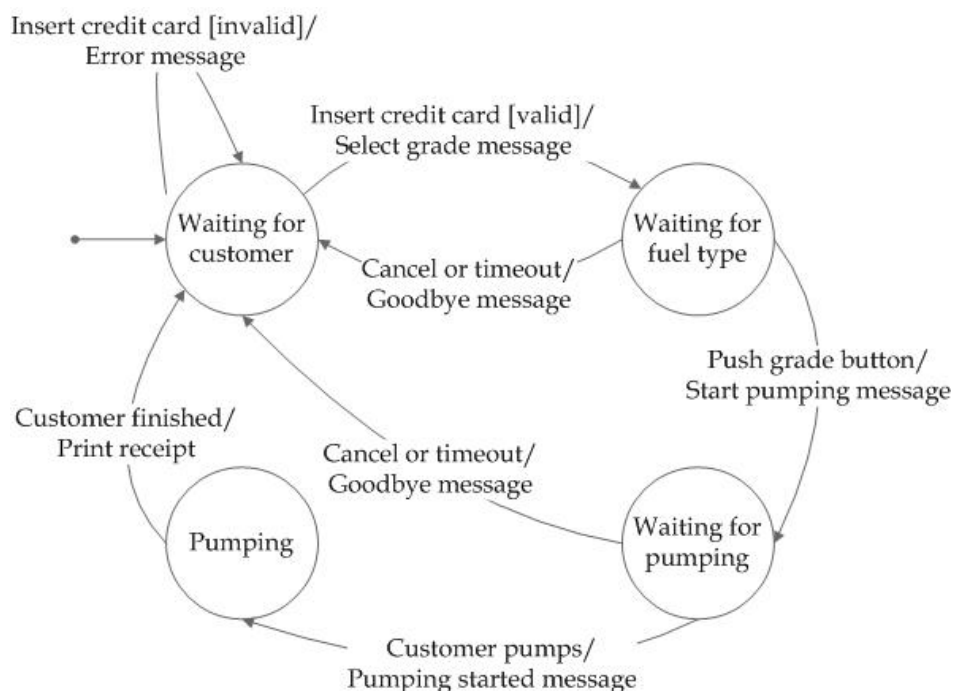 Insert credit card [invalid]/
Error message
Insert credit card [valid]/
Select grade message
Waiting for
customer
Waiting for
fuel type
Cancel or timeout/
Goodbye message
Push grade button/
Start pumping message
Customer finished/
Print receipt
Cancel or timeout/
Goodbye message
Pumping
Waiting for
pumping
Customer pumps/
Pumping started message